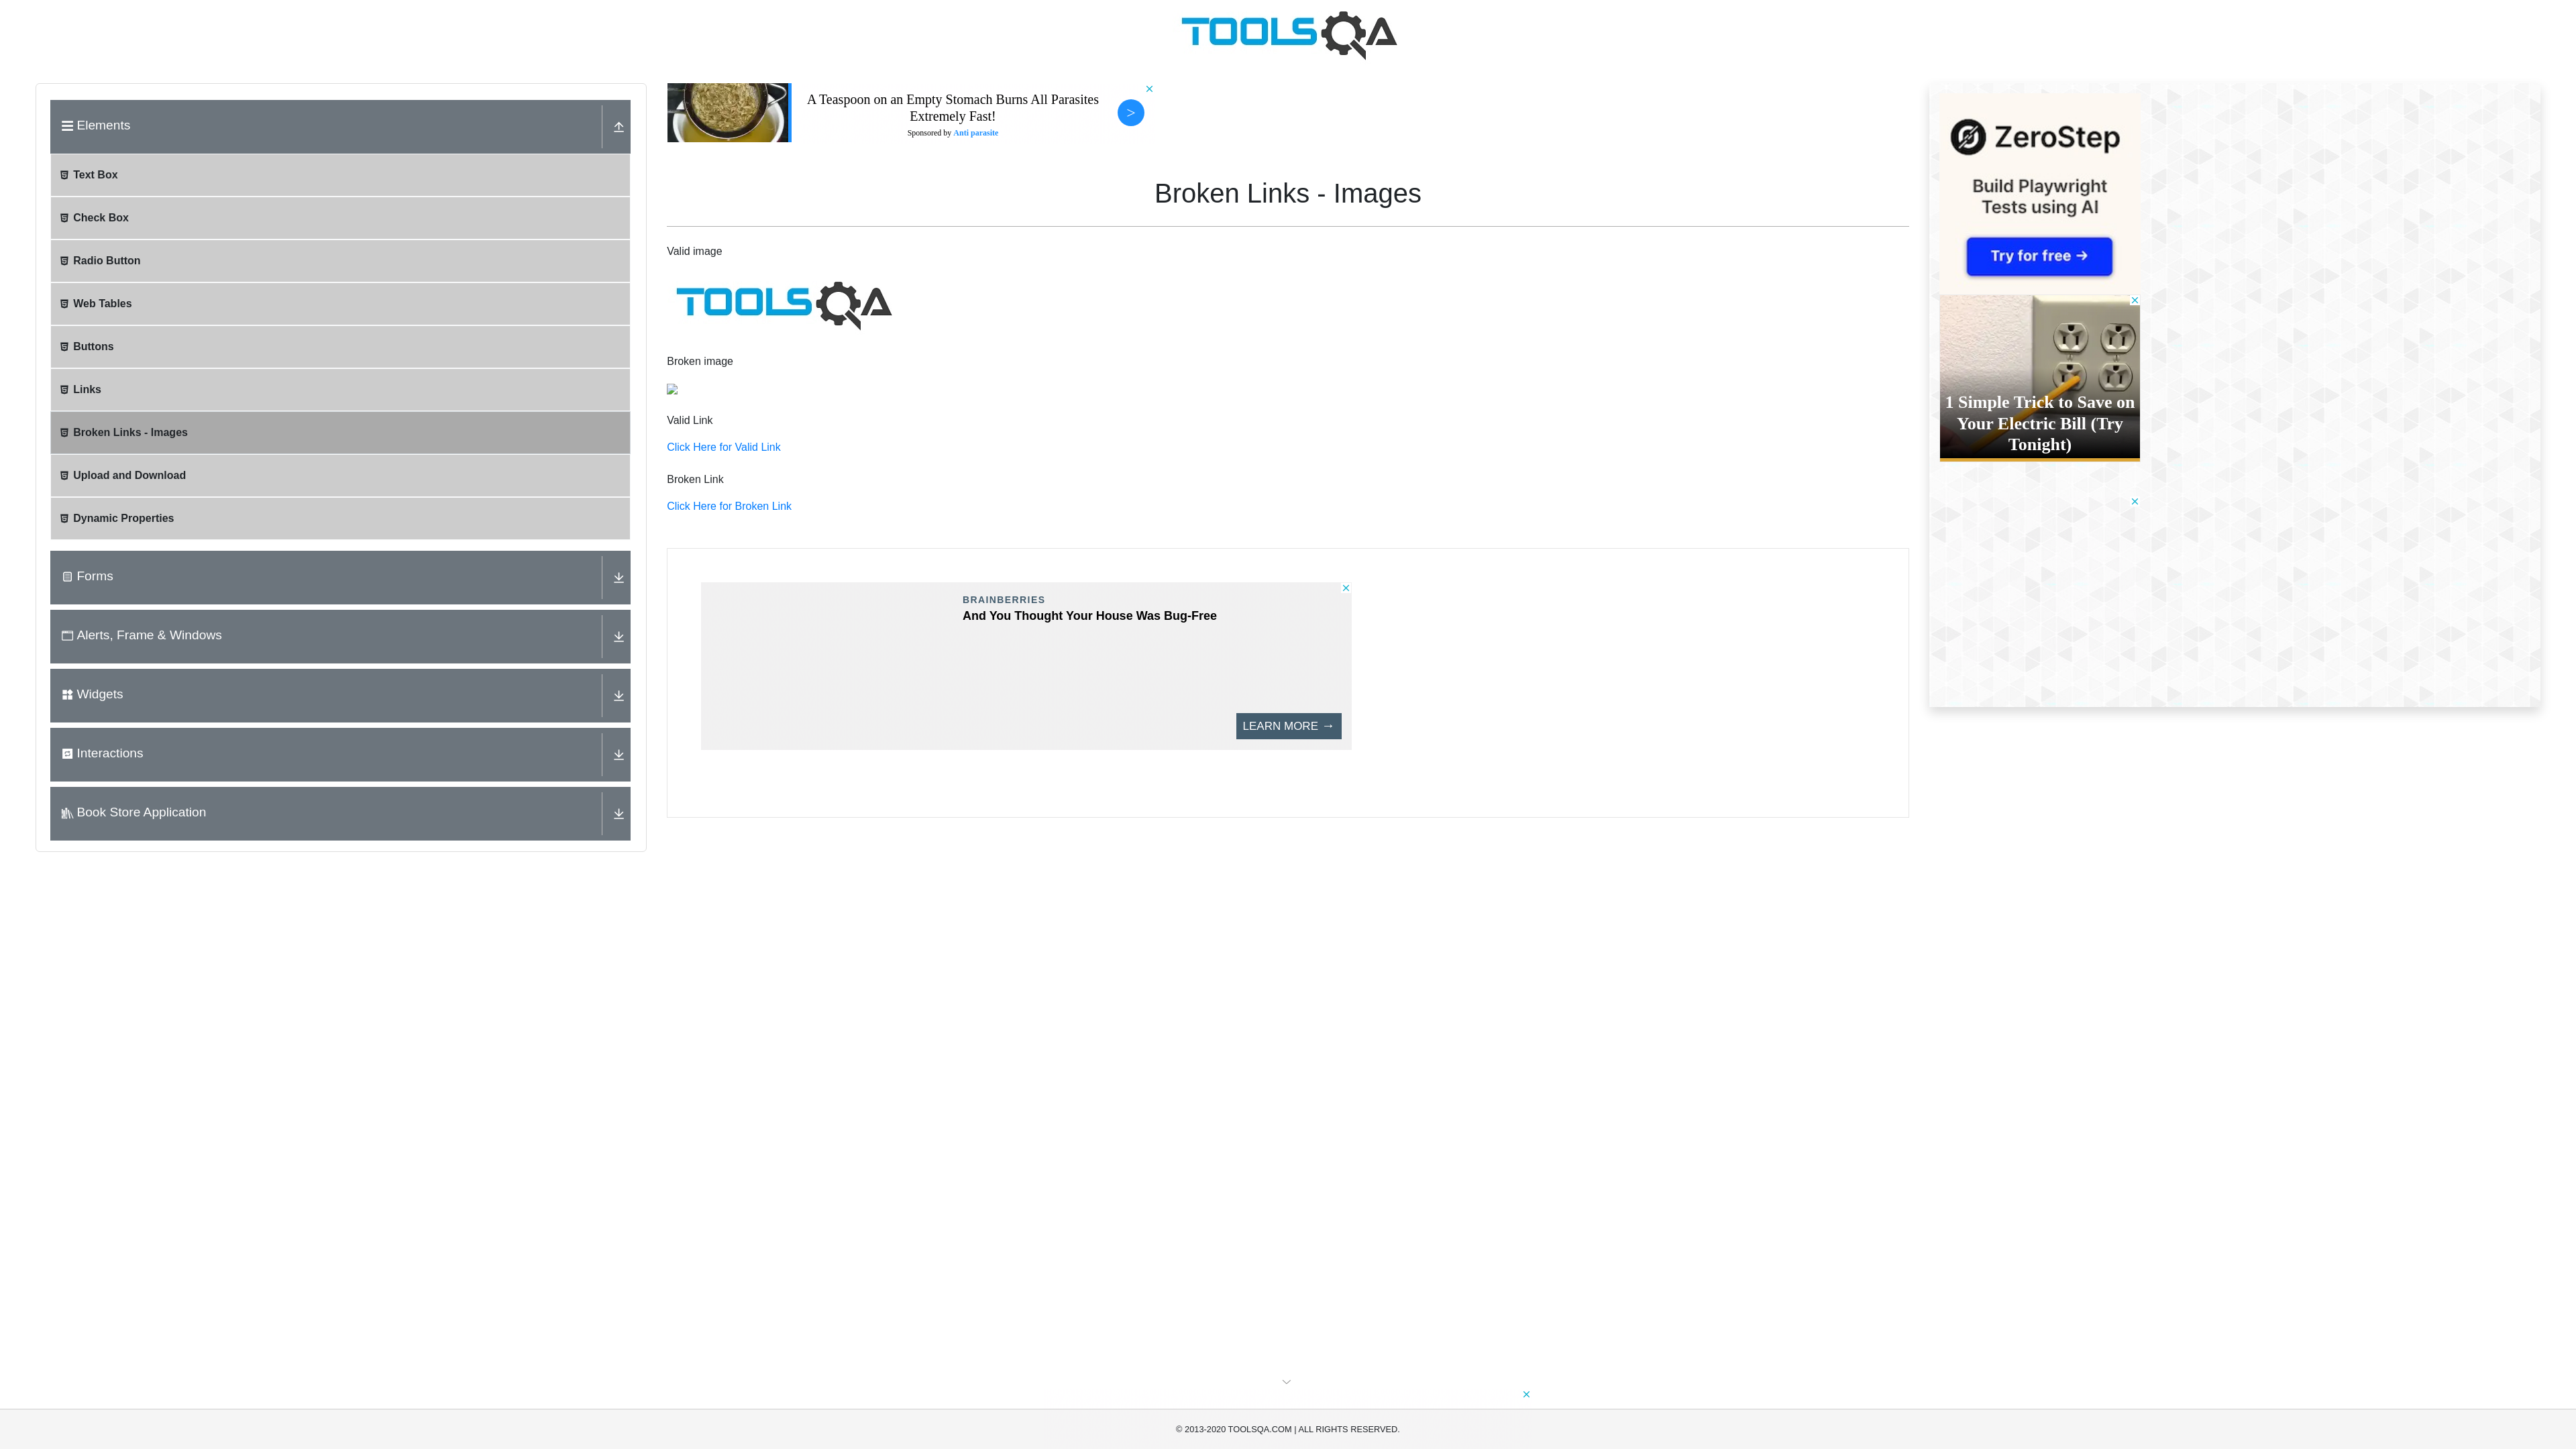 TOOLSQA
Elements
Text Box
Check Box
Radio Button
Web Tables
Buttons
Links
Broken Links - Images
Upload and Download
Dynamic Properties
Forms
Alerts, Frame & Windows
Widgets
Interactions
Book Store Application
A Teaspoon on an Empty Stomach Burns All Parasites
Extremely Fast!
Sponsored by Anti parasite
>
Broken Links - Images
Valid image
TOOLSQA
Broken image
Valid Link
Click Here for Valid Link
Broken Link
Click Here for Broken Link
BRAINBERRIES
And You Thought Your House Was Bug-Free
LEARN MORE →
ZeroStep
Build Playwright
Tests using AI
Try for free →
1 Simple Trick to Save on
Your Electric Bill (Try
Tonight)
© 2013-2020 TOOLSQA.COM | ALL RIGHTS RESERVED.